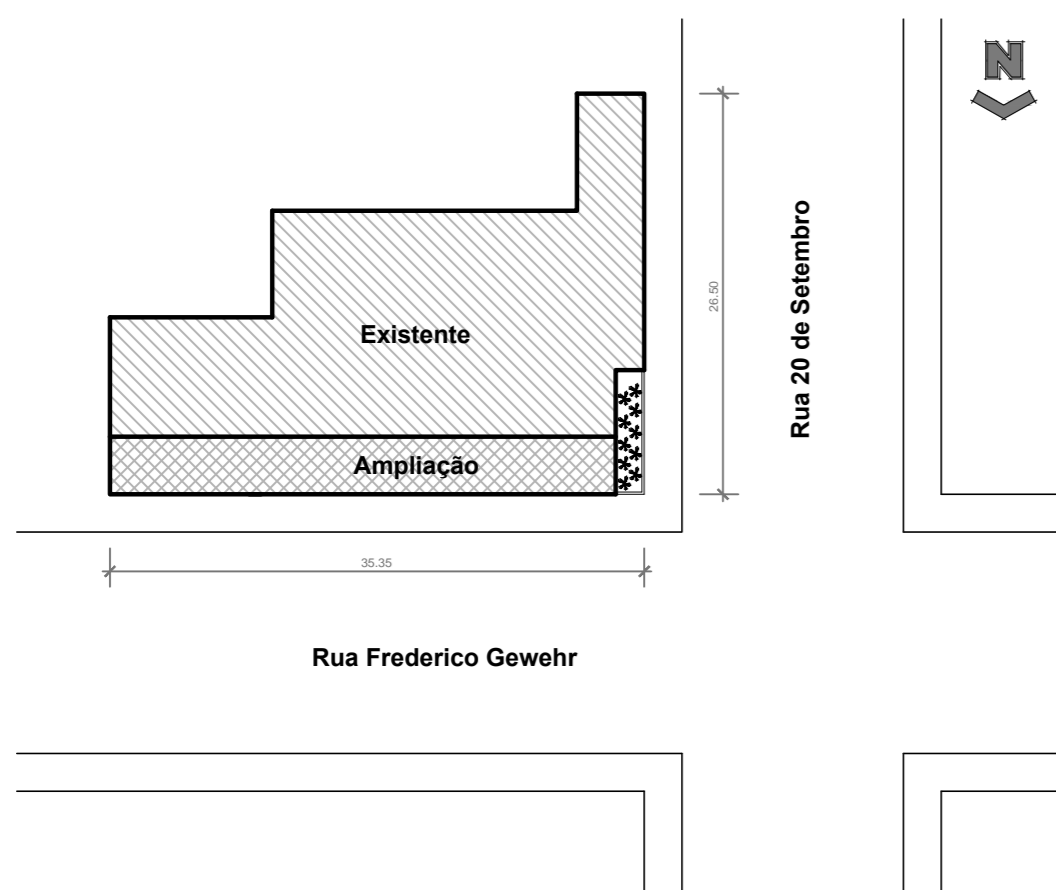 N
Rua 20 de Setembro
26.50
Existente
Ampliação
35.35
Rua Frederico Gewehr